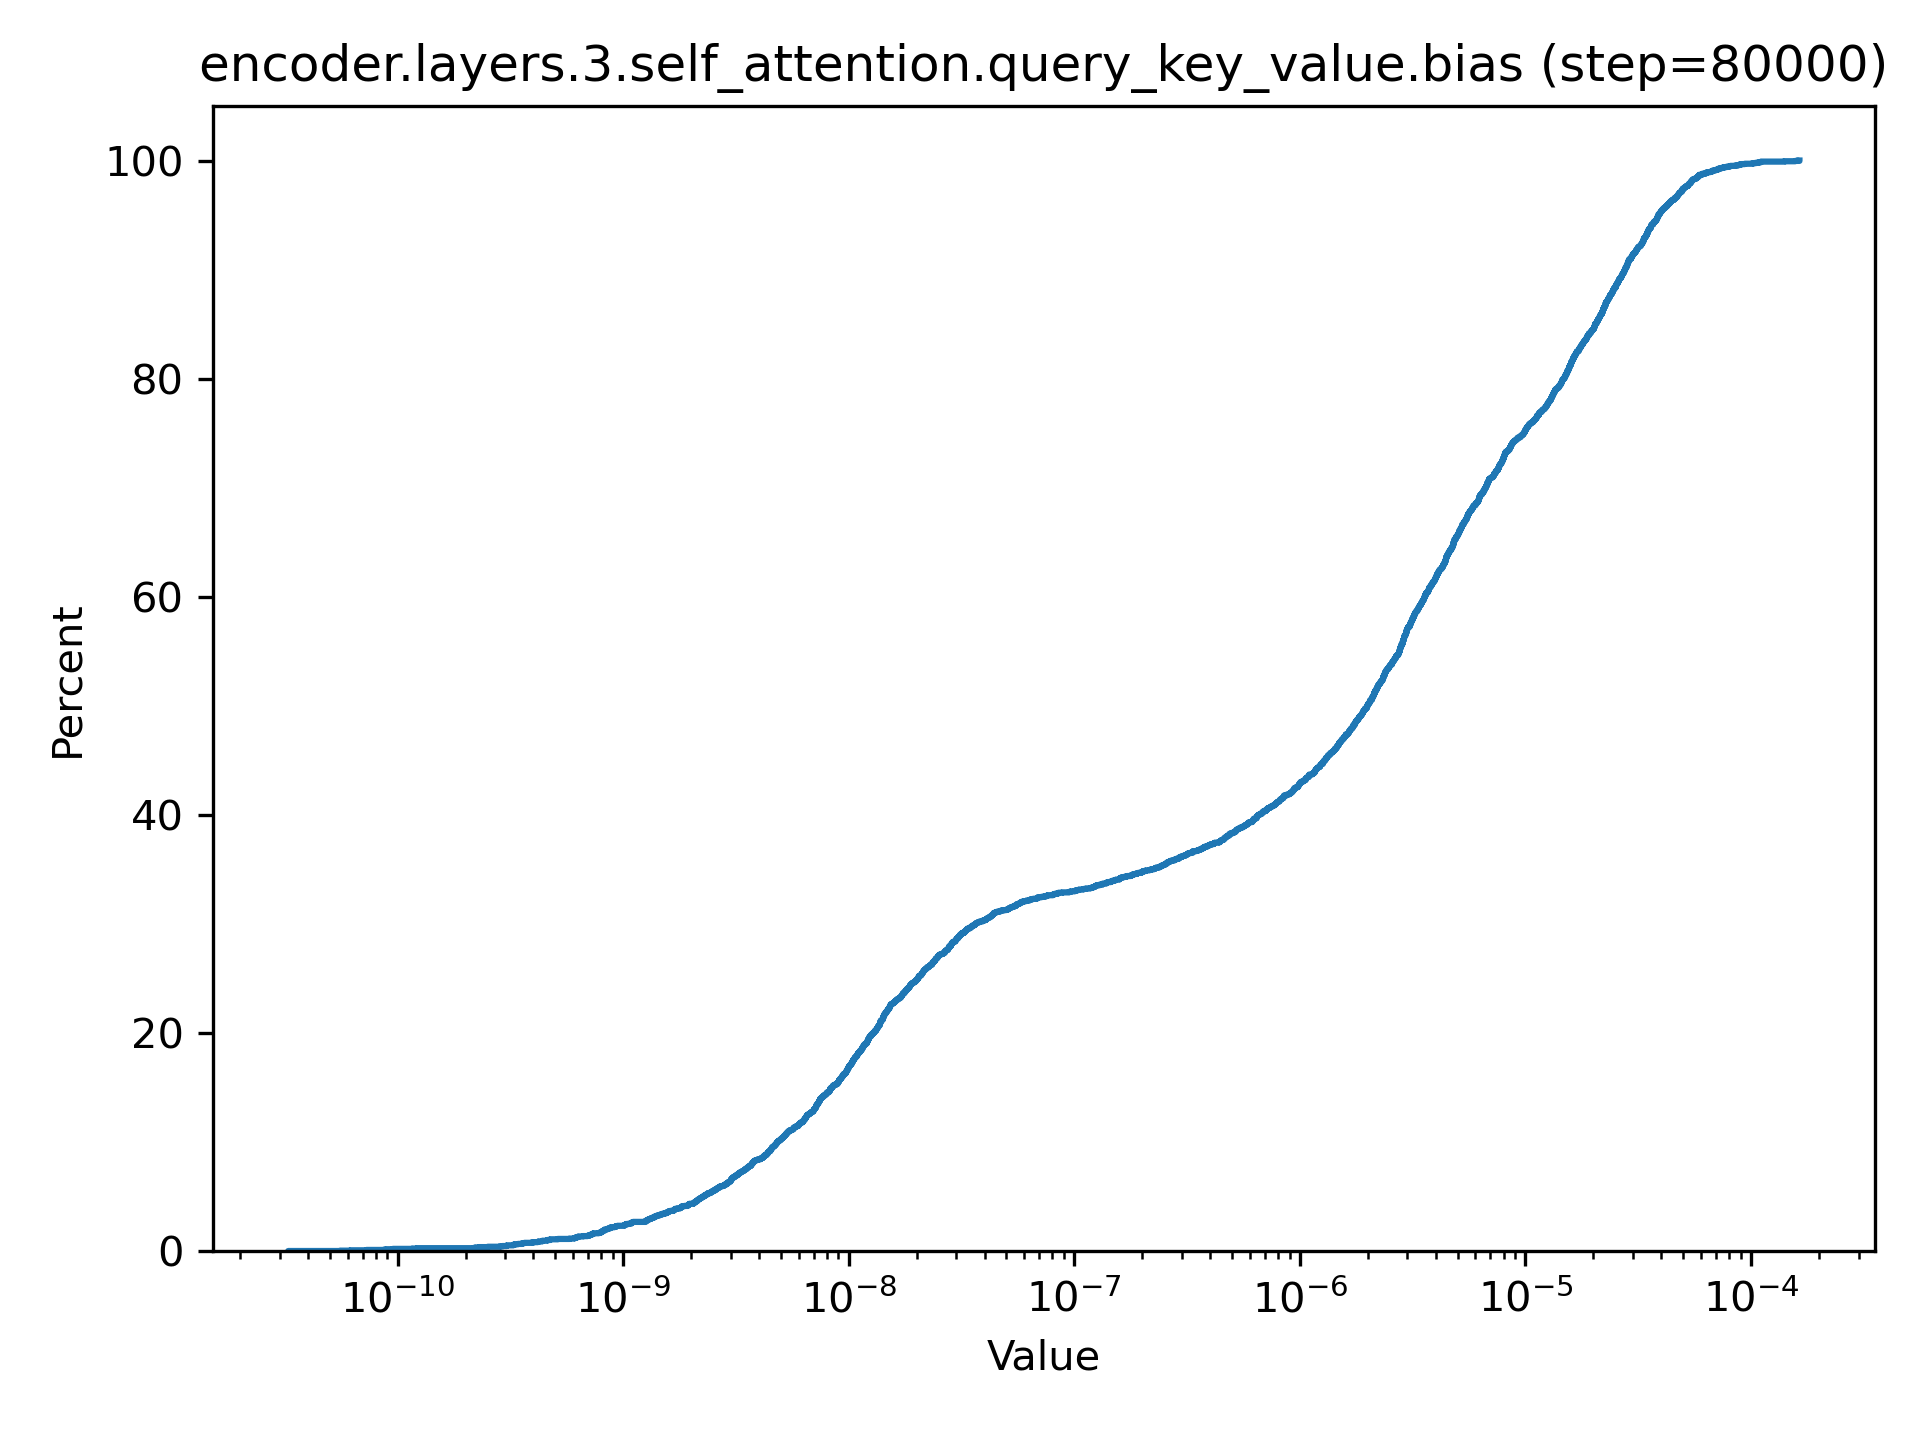 encoder.layers.3.self_attention.query_key_value.bias (step=80000)
100
80
60
40
20
0
Percent
10⁻¹⁰ 10⁻⁹ 10⁻⁸ 10⁻⁷ 10⁻⁶ 10⁻⁵ 10⁻⁴
Value